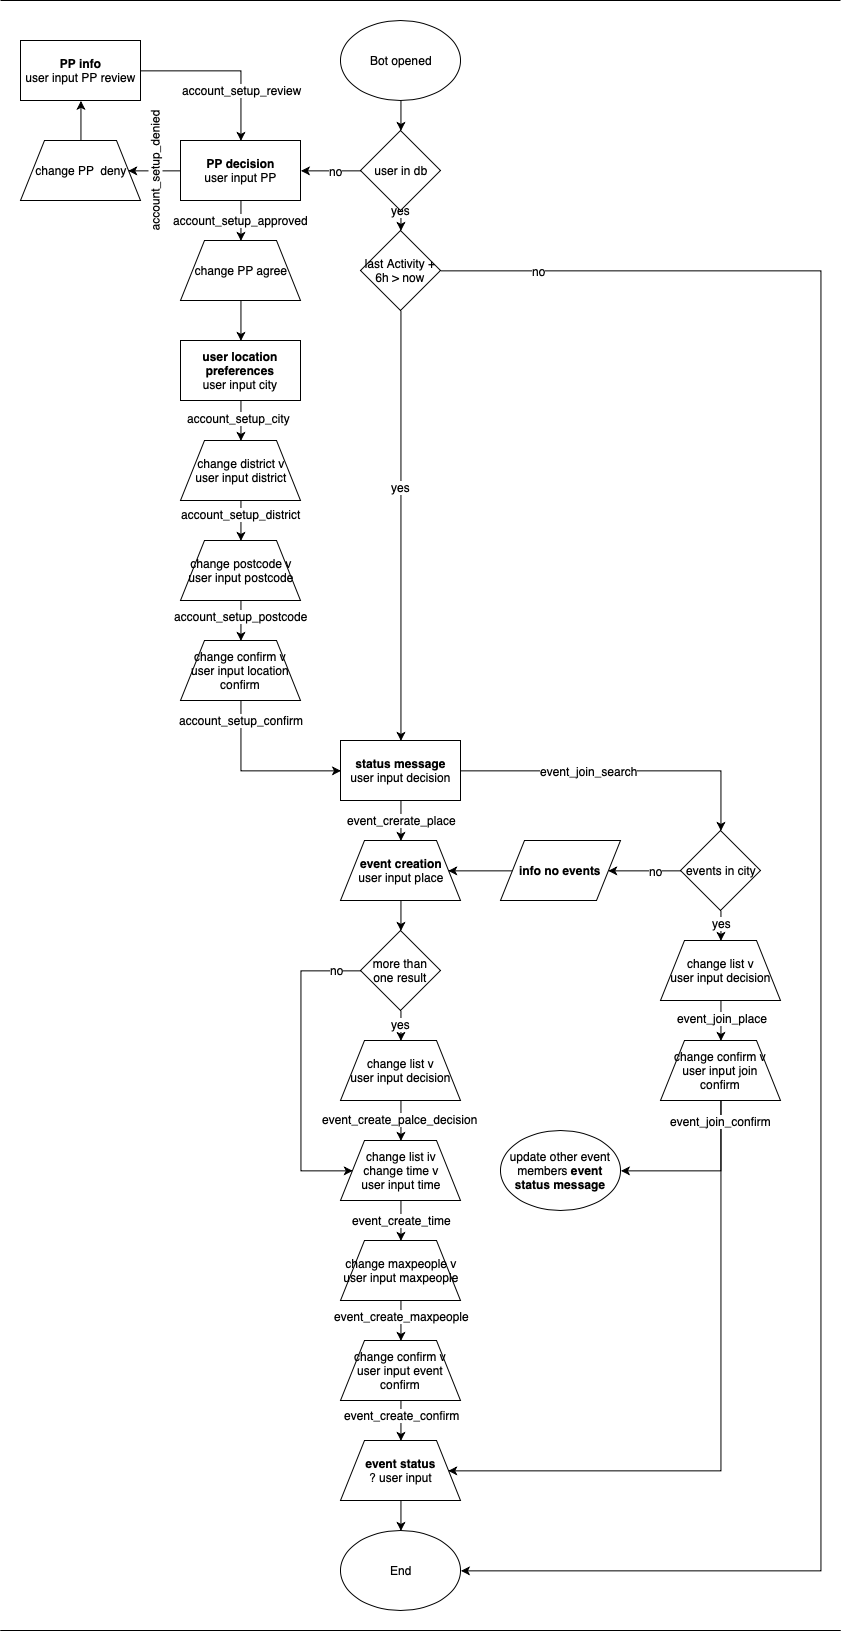 Bot opened
PP info
user input PP review
account_setup_review
account_setup_denied
change PP  deny
PP decision
user input PP
no
user in db
yes
account_setup_approved
change PP agree
last Activity +
6h > now
no
user location
preferences
user input city
account_setup_city
change district v
user input district
yes
account_setup_district
change postcode v
user input postcode
account_setup_postcode
change confirm v
user input location
confirm
account_setup_confirm
status message
user input decision
event_join_search
event_crerate_place
event creation
user input place
info no events
no
events in city
yes
no
more than
one result
change list v
user input decision
yes
event_join_place
change list v
user input decision
change confirm v
user input join
confirm
event_create_palce_decision
event_join_confirm
change list iv
change time v
user input time
update other event
members event
status message
event_create_time
change maxpeople v
user input maxpeople
event_create_maxpeople
change confirm v
user input event
confirm
event_create_confirm
event status
? user input
End